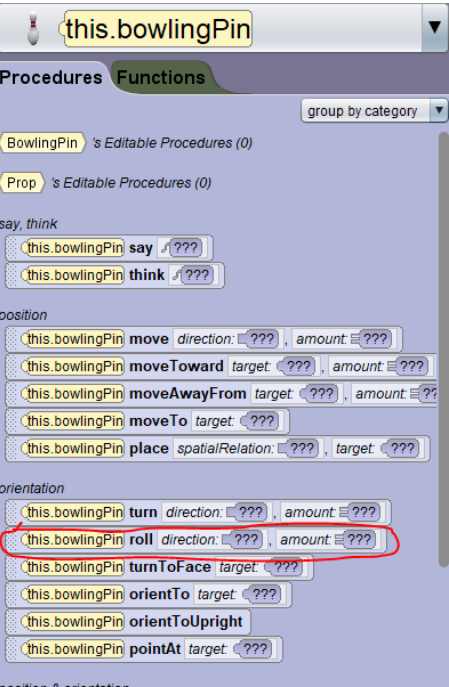 this.bowlingPin
Procedures Functions
group by category
BowlingPin 's Editable Procedures (0)
Prop 's Editable Procedures (0)
say, think
this.bowlingPin say ???
this.bowlingPin think ???
position
this.bowlingPin move direction: ??? , amount: ???
this.bowlingPin moveToward target: ??? , amount: ???
this.bowlingPin moveAwayFrom target: ??? , amount: ??
this.bowlingPin moveTo target: ???
this.bowlingPin place spatialRelation: ??? , target: ???
orientation
this.bowlingPin turn direction: ??? , amount: ???
this.bowlingPin roll direction: ??? , amount: ???
this.bowlingPin turnToFace target: ???
this.bowlingPin orientTo target: ???
this.bowlingPin orientToUpright
this.bowlingPin pointAt target: ???
position & orientation